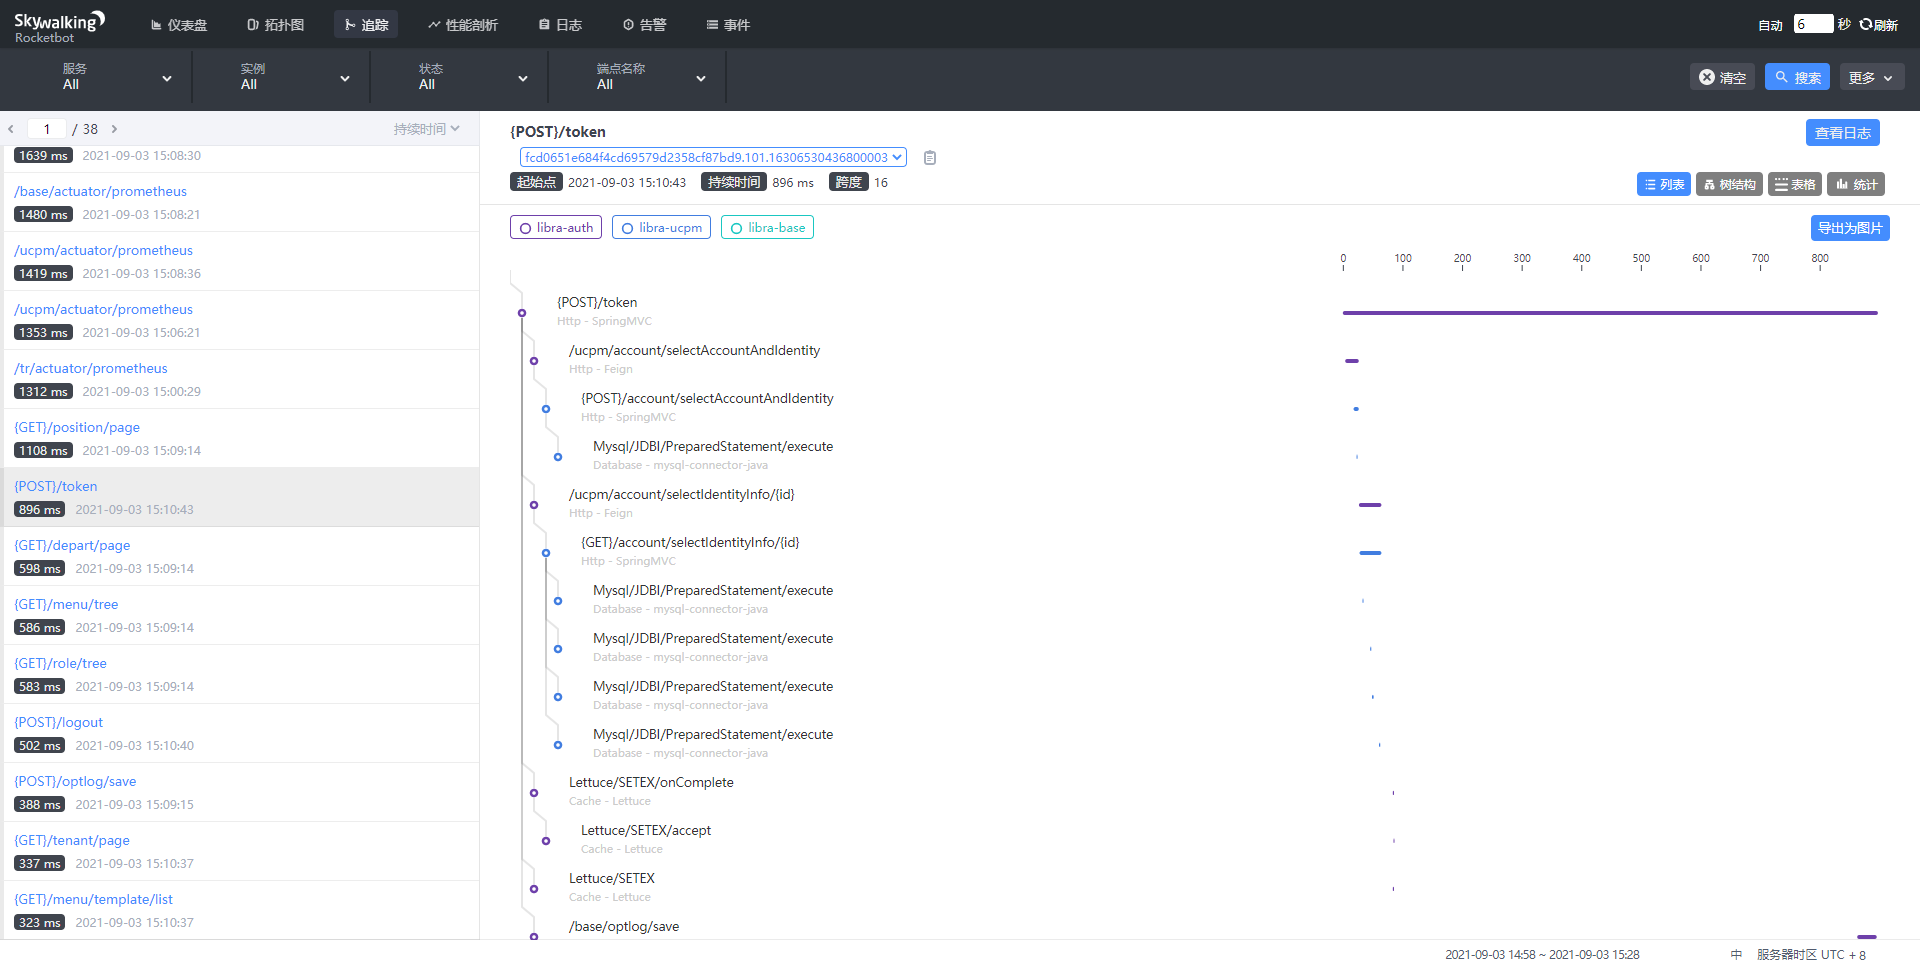 Skywalking
Rocketbot
仪表盘 拓扑图 追踪 性能剖析 日志 告警 事件
自动 6 秒 刷新
服务 All
实例 All
状态 All
端点名称 All
清空 搜索 更多
1 / 38 持续时间
1639 ms 2021-09-03 15:08:30
/base/actuator/prometheus
1480 ms 2021-09-03 15:08:21
/ucpm/actuator/prometheus
1419 ms 2021-09-03 15:08:36
/ucpm/actuator/prometheus
1353 ms 2021-09-03 15:06:21
/tr/actuator/prometheus
1312 ms 2021-09-03 15:00:29
{GET}/position/page
1108 ms 2021-09-03 15:09:14
{POST}/token
896 ms 2021-09-03 15:10:43
{GET}/depart/page
598 ms 2021-09-03 15:09:14
{GET}/menu/tree
586 ms 2021-09-03 15:09:14
{GET}/role/tree
583 ms 2021-09-03 15:09:14
{POST}/logout
502 ms 2021-09-03 15:10:40
{POST}/optlog/save
388 ms 2021-09-03 15:09:15
{GET}/tenant/page
337 ms 2021-09-03 15:10:37
{GET}/menu/template/list
323 ms 2021-09-03 15:10:37
{POST}/token
查看日志
fcd0651e684f4cd69579d2358cf87bd9.101.16306530436800003
起始点 2021-09-03 15:10:43 持续时间 896 ms 跨度 16
列表 树结构 表格 统计
libra-auth libra-ucpm libra-base
导出为图片
0 100 200 300 400 500 600 700 800
{POST}/token
Http - SpringMVC
/ucpm/account/selectAccountAndIdentity
Http - Feign
{POST}/account/selectAccountAndIdentity
Http - SpringMVC
Mysql/JDBI/PreparedStatement/execute
Database - mysql-connector-java
/ucpm/account/selectIdentityInfo/{id}
Http - Feign
{GET}/account/selectIdentityInfo/{id}
Http - SpringMVC
Mysql/JDBI/PreparedStatement/execute
Database - mysql-connector-java
Mysql/JDBI/PreparedStatement/execute
Database - mysql-connector-java
Mysql/JDBI/PreparedStatement/execute
Database - mysql-connector-java
Mysql/JDBI/PreparedStatement/execute
Database - mysql-connector-java
Lettuce/SETEX/onComplete
Cache - Lettuce
Lettuce/SETEX/accept
Cache - Lettuce
Lettuce/SETEX
Cache - Lettuce
/base/optlog/save
2021-09-03 14:58 ~ 2021-09-03 15:28 中 服务器时区 UTC + 8